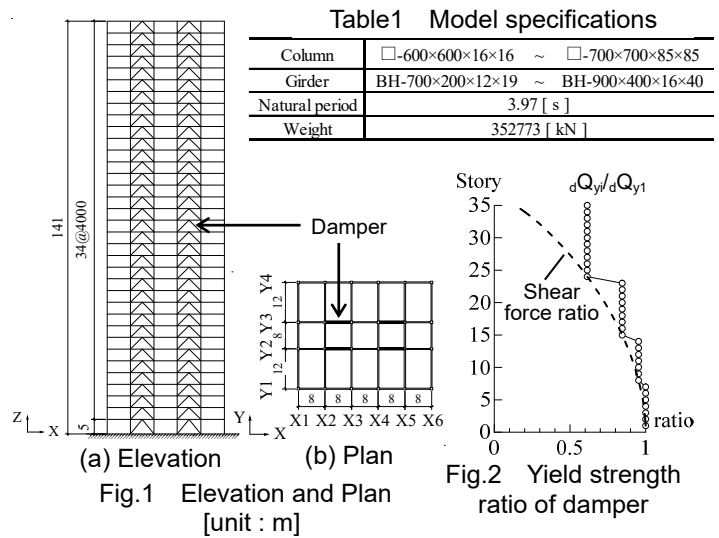 Table1 Model specifications
Column □-600×600×16×16 ~ □-700×700×85×85
Girder BH-700×200×12×19 ~ BH-900×400×16×40
Natural period 3.97 [ s ]
Weight 352773 [ kN ]
141
34@4000
5
Z
X
(a) Elevation
Damper
Y4
12
Y3
8
Y2
12
Y1
8 8 8 8 8
X1 X2 X3 X4 X5 X6
Y
X
(b) Plan
Fig.1 Elevation and Plan
[unit : m]
Story
dQyi/dQy1
35
30
25
20
15
10
5
0
0.5
1
ratio
Shear
force ratio
Fig.2 Yield strength
ratio of damper